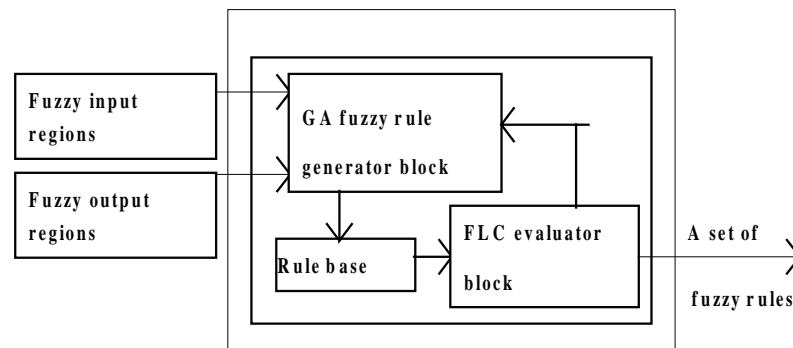 Fuzzy input
regions
Fuzzy output
regions
GA fuzzy rule
generator block
Rule base
FLC evaluator
block
A set of
fuzzy rules